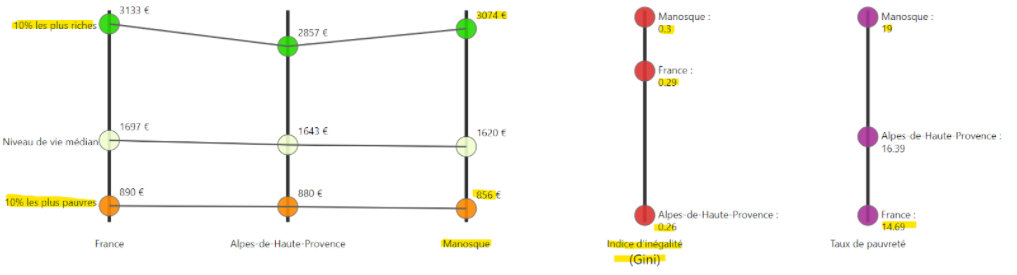 10% les plus riches
3133 €
2857 €
3074 €
Niveau de vie médian
1697 €
1643 €
1620 €
10% les plus pauvres
890 €
880 €
856 €
France
Alpes-de-Haute-Provence
Manosque
Manosque :
0.3
France :
0.29
Alpes-de-Haute-Provence :
0.26
Indice d'inégalité
(Gini)
Manosque :
19
Alpes-de-Haute-Provence :
16.39
France :
14.69
Taux de pauvreté